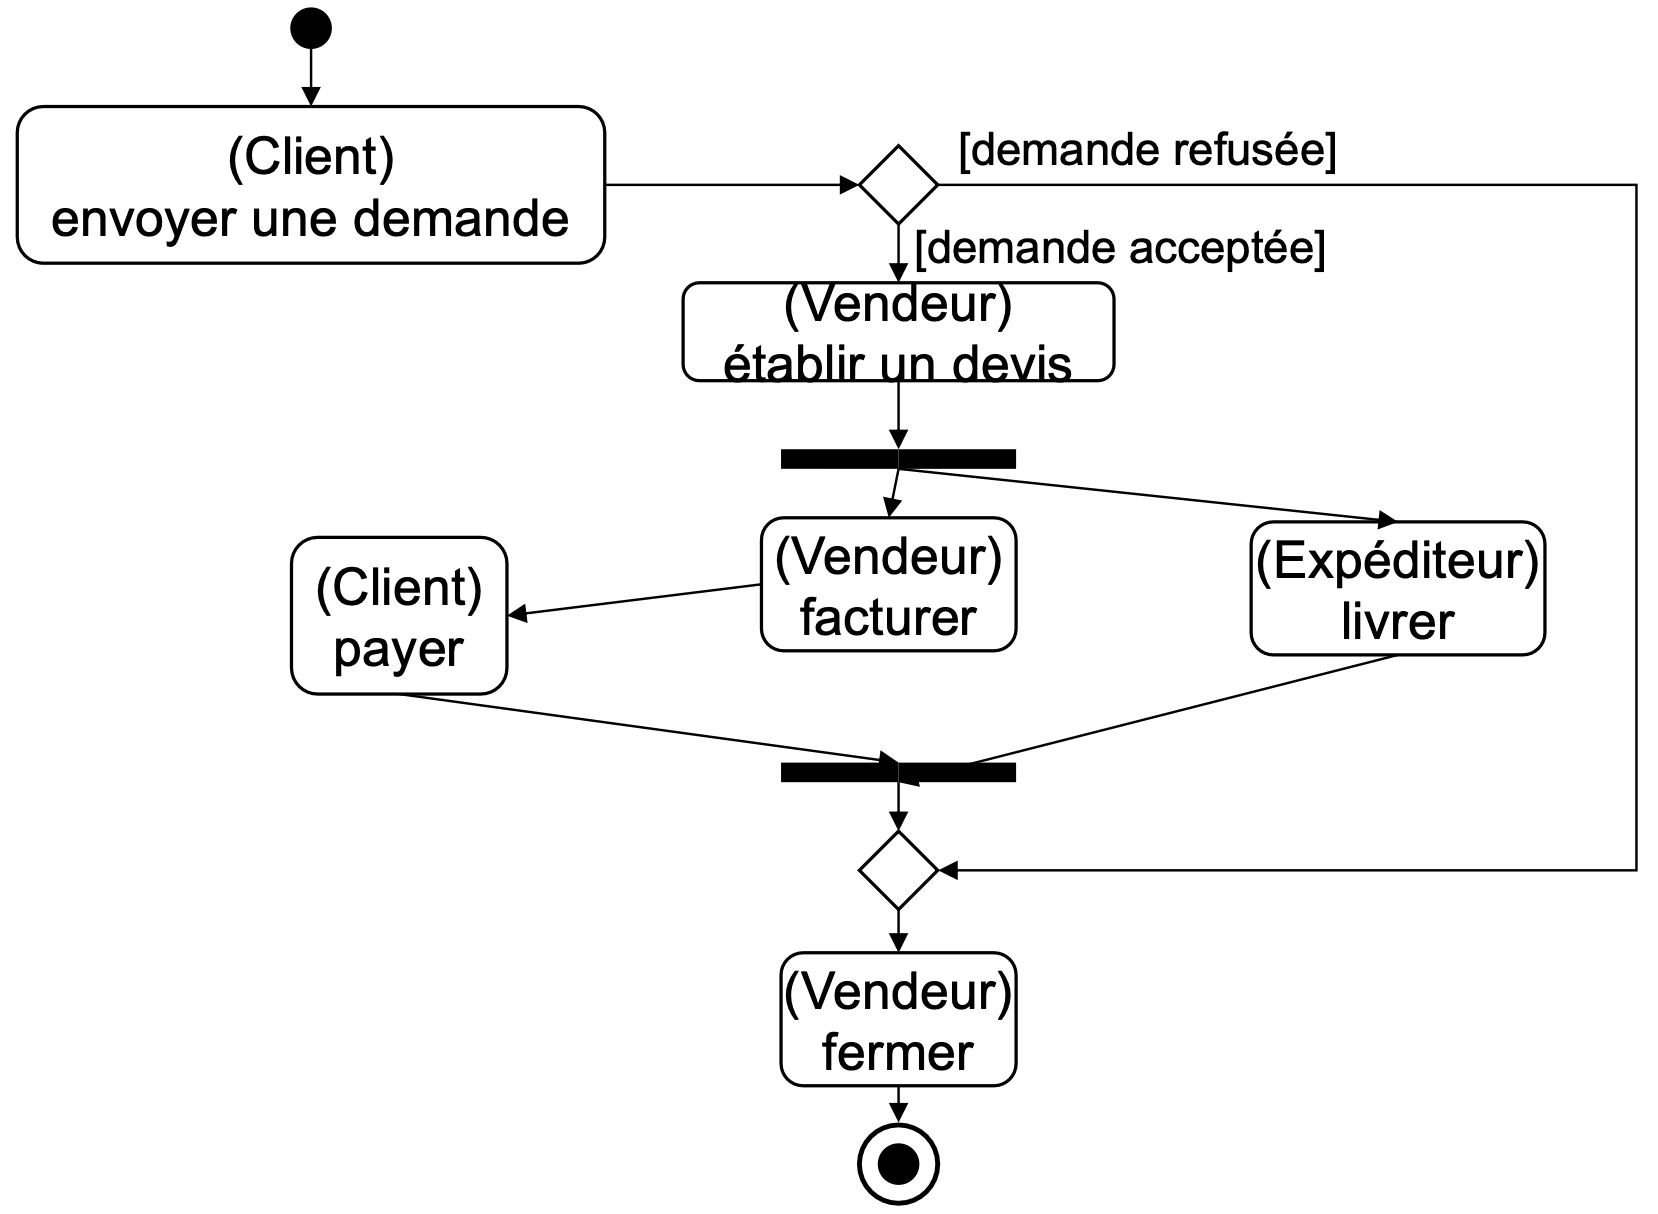 (Client)
envoyer une demande
[demande refusée]
[demande acceptée]
(Vendeur)
établir un devis
(Client)
payer
(Vendeur)
facturer
(Expéditeur)
livrer
(Vendeur)
fermer